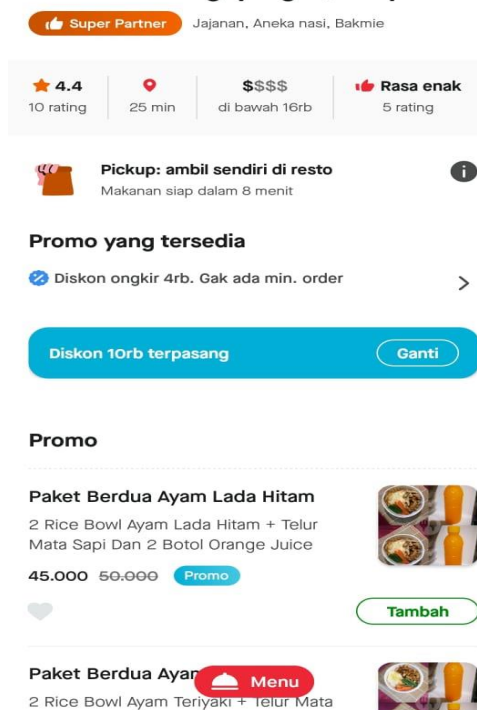 Super Partner Jajanan, Aneka nasi, Bakmie
4.4 $$$$ Rasa enak
10 rating 25 min di bawah 16rb 5 rating
Pickup: ambil sendiri di resto
Makanan siap dalam 8 menit
Promo yang tersedia
Diskon ongkir 4rb. Gak ada min. order
Diskon 10rb terpasang Ganti
Promo
Paket Berdua Ayam Lada Hitam
2 Rice Bowl Ayam Lada Hitam + Telur
Mata Sapi Dan 2 Botol Orange Juice
45.000 50.000 Promo
Tambah
Paket Berdua Ayam
Menu
2 Rice Bowl Ayam Teriyaki + Telur Mata